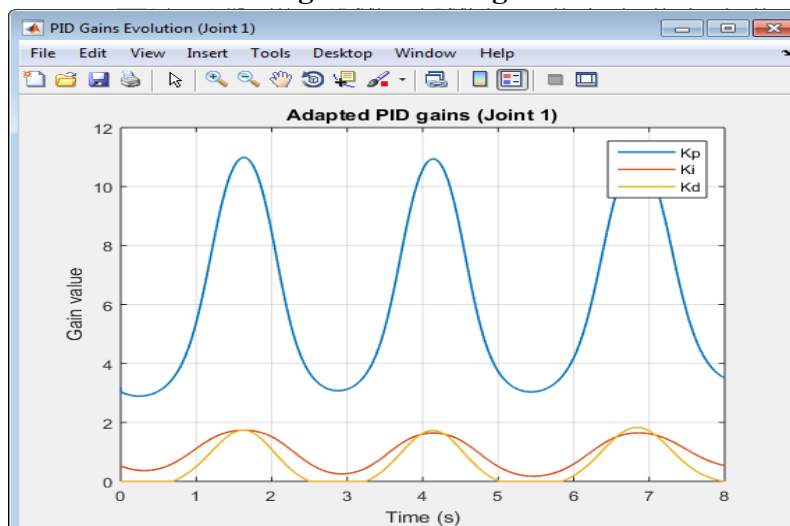 PID Gains Evolution (Joint 1)
File Edit View Insert Tools Desktop Window Help
Adapted PID gains (Joint 1)
12
10
8
6
4
2
0
Gain value
Kp
Ki
Kd
0 1 2 3 4 5 6 7 8
Time (s)